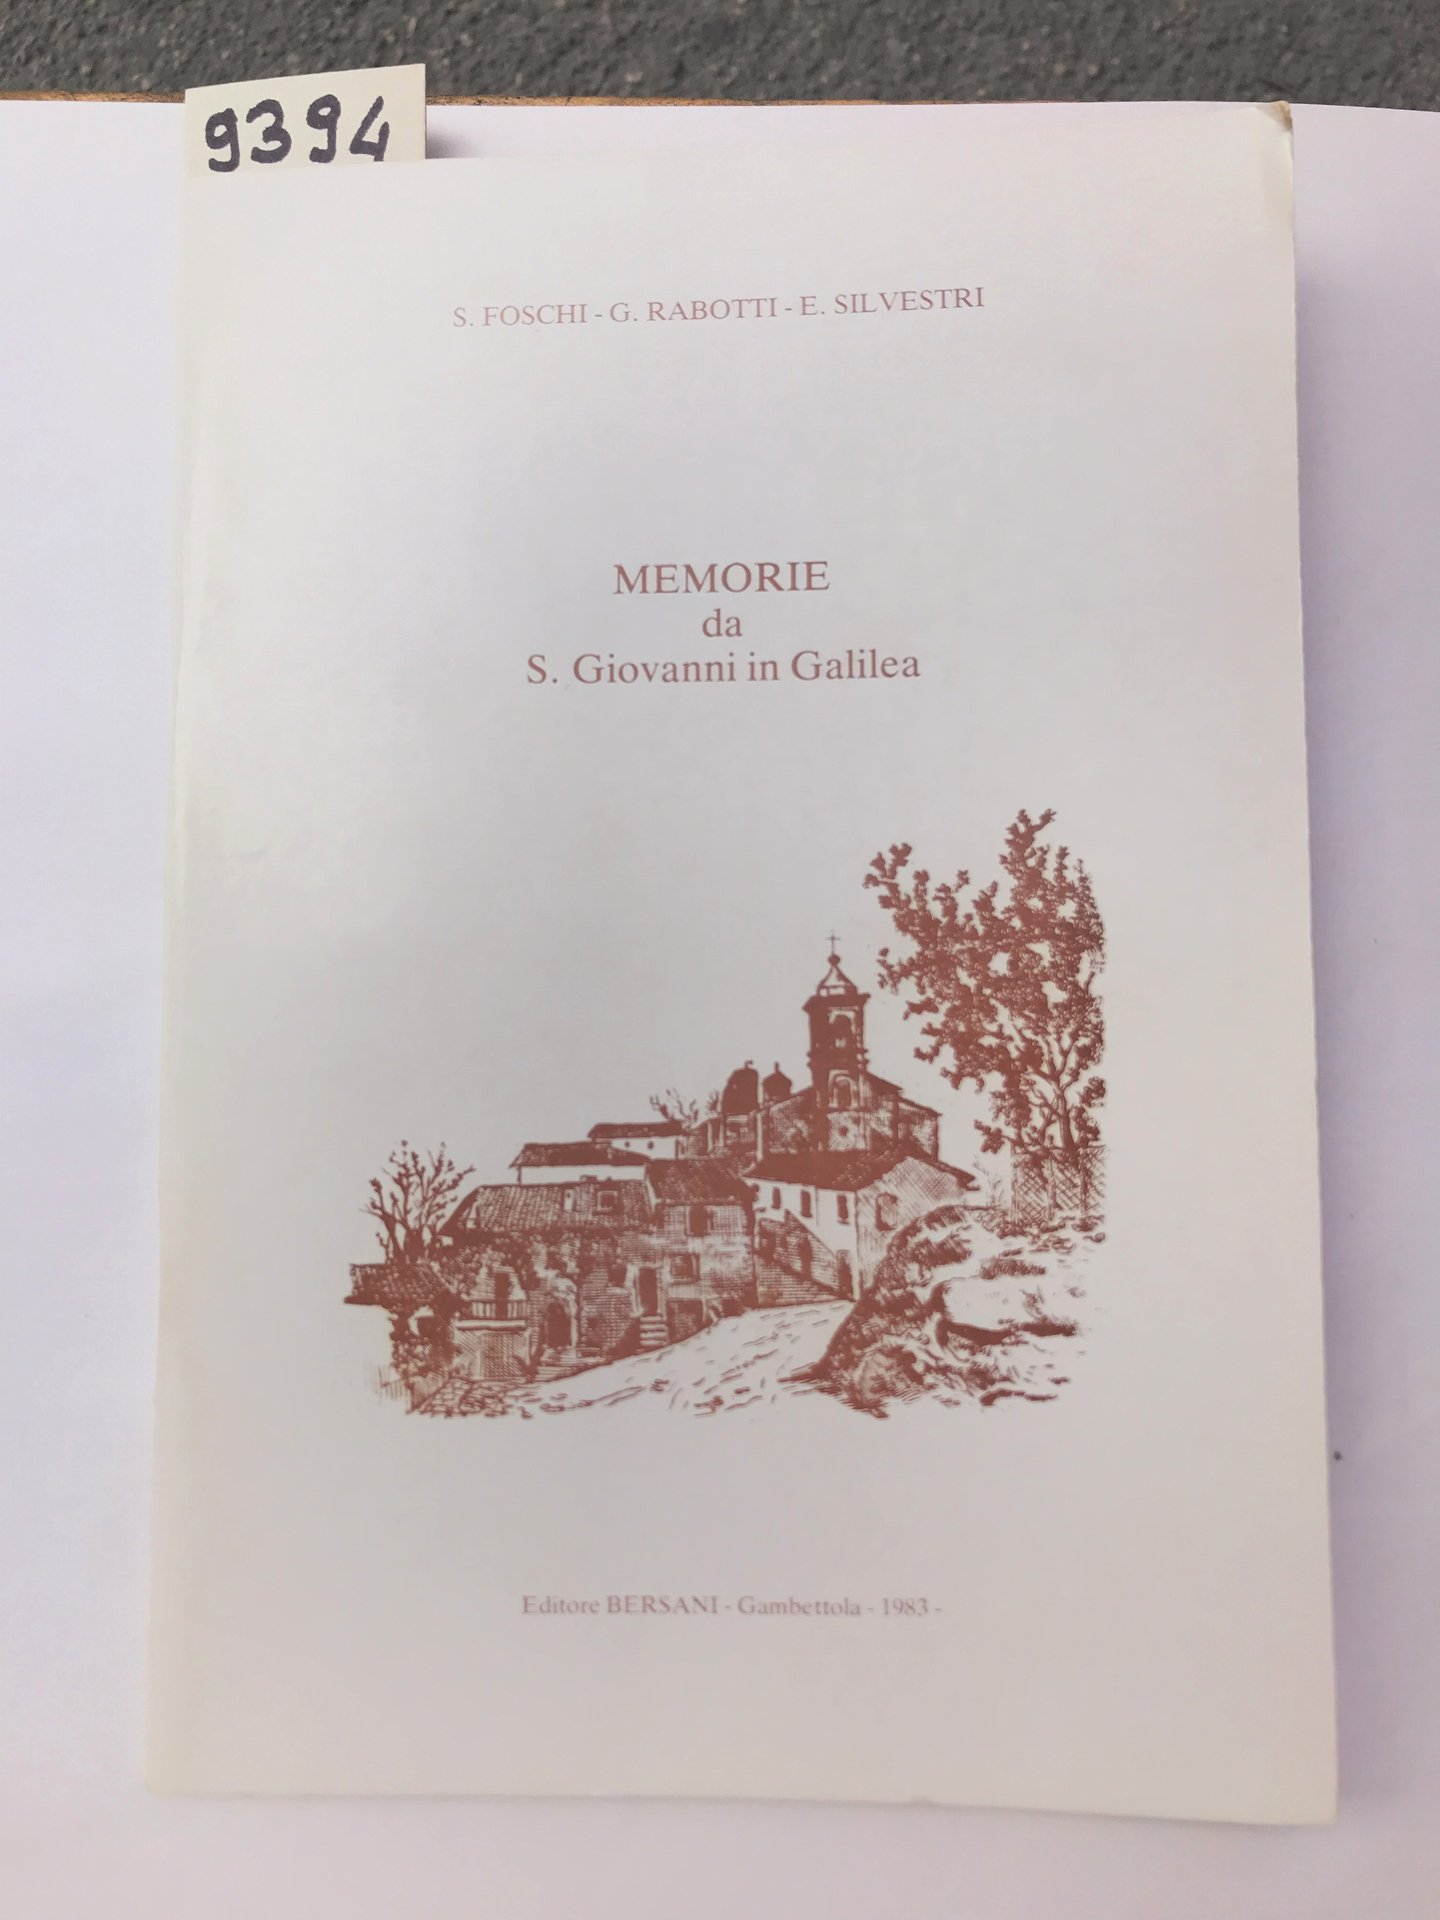 9394
S. FOSCHI - G. RABOTTI - E. SILVESTRI
MEMORIE
da
S. Giovanni in Galilea
Editore BERSANI - Gambettola - 1983 -